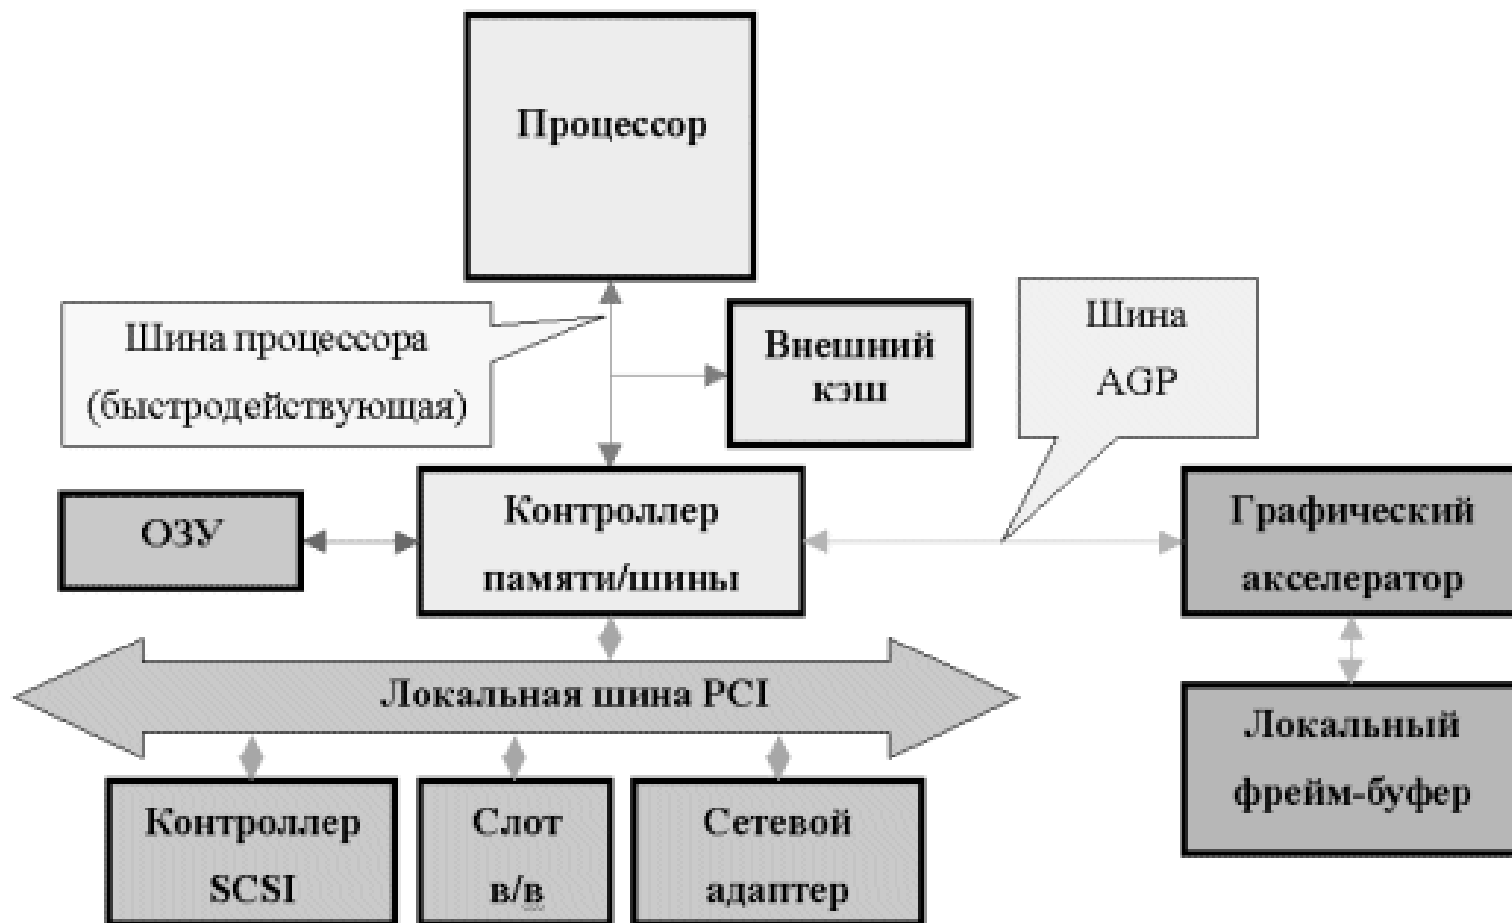 Процессор
Шина процессора
(быстродействующая)
Внешний
кэш
Шина
AGP
ОЗУ
Контроллер
памяти/шины
Графический
акселератор
Локальная шина PCI
Локальный
фрейм-буфер
Контроллер
SCSI
Слот
в/в
Сетевой
адаптер